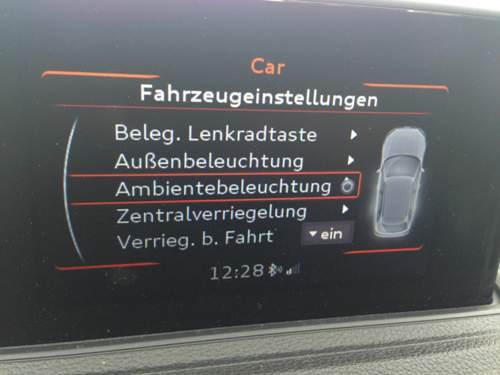 Car
Fahrzeugeinstellungen
Beleg. Lenkradtaste
Außenbeleuchtung
Ambientebeleuchtung
Zentralverriegelung
Verrieg. b. Fahrt ein
12:28